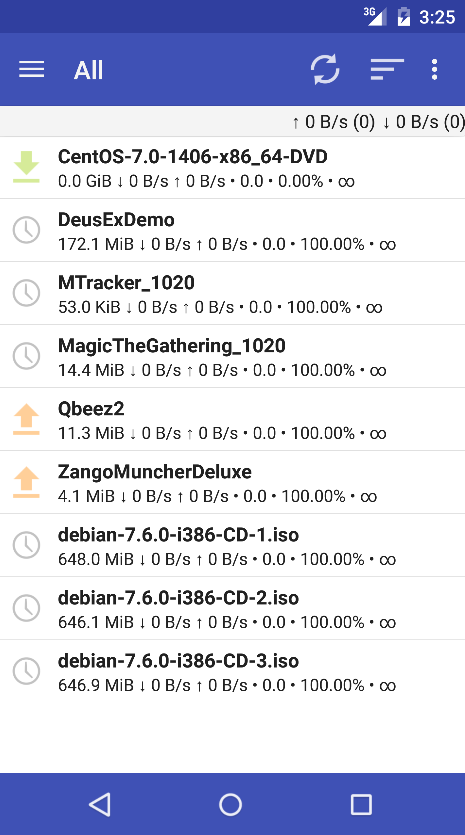 3G 3:25
All
↑ 0 B/s (0) ↓ 0 B/s (0)
CentOS-7.0-1406-x86_64-DVD
0.0 GiB ↓ 0 B/s ↑ 0 B/s • 0.0 • 0.00% • ∞
DeusExDemo
172.1 MiB ↓ 0 B/s ↑ 0 B/s • 0.0 • 100.00% • ∞
MTracker_1020
53.0 KiB ↓ 0 B/s ↑ 0 B/s • 0.0 • 100.00% • ∞
MagicTheGathering_1020
14.4 MiB ↓ 0 B/s ↑ 0 B/s • 0.0 • 100.00% • ∞
Qbeez2
11.3 MiB ↓ 0 B/s ↑ 0 B/s • 0.0 • 100.00% • ∞
ZangoMuncherDeluxe
4.1 MiB ↓ 0 B/s ↑ 0 B/s • 0.0 • 100.00% • ∞
debian-7.6.0-i386-CD-1.iso
648.0 MiB ↓ 0 B/s ↑ 0 B/s • 0.0 • 100.00% • ∞
debian-7.6.0-i386-CD-2.iso
646.1 MiB ↓ 0 B/s ↑ 0 B/s • 0.0 • 100.00% • ∞
debian-7.6.0-i386-CD-3.iso
646.9 MiB ↓ 0 B/s ↑ 0 B/s • 0.0 • 100.00% • ∞